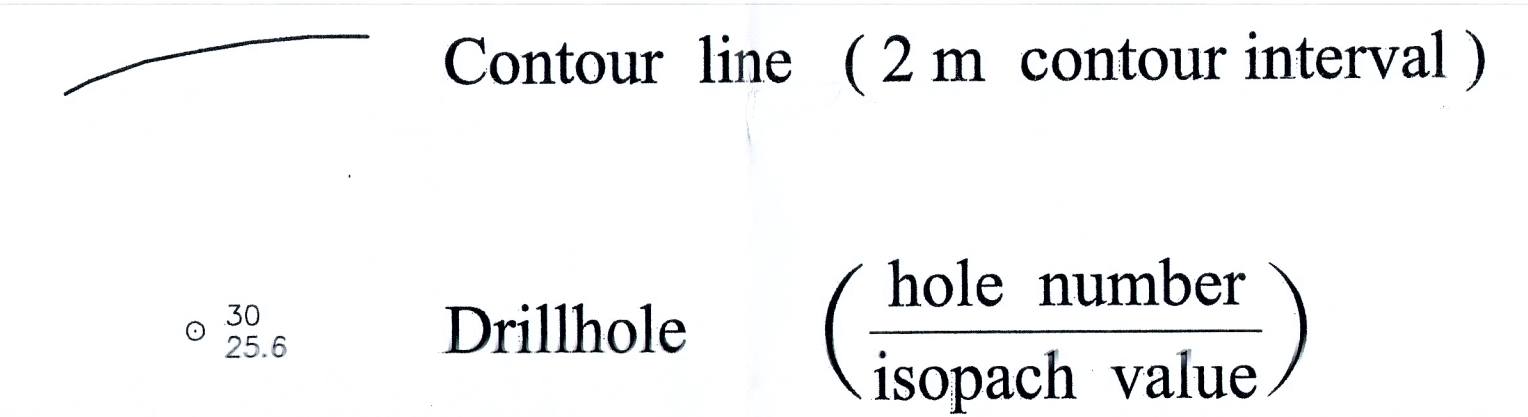 Contour line ( 2 m contour interval )
30
25.6
Drillhole
( hole number
isopach value )